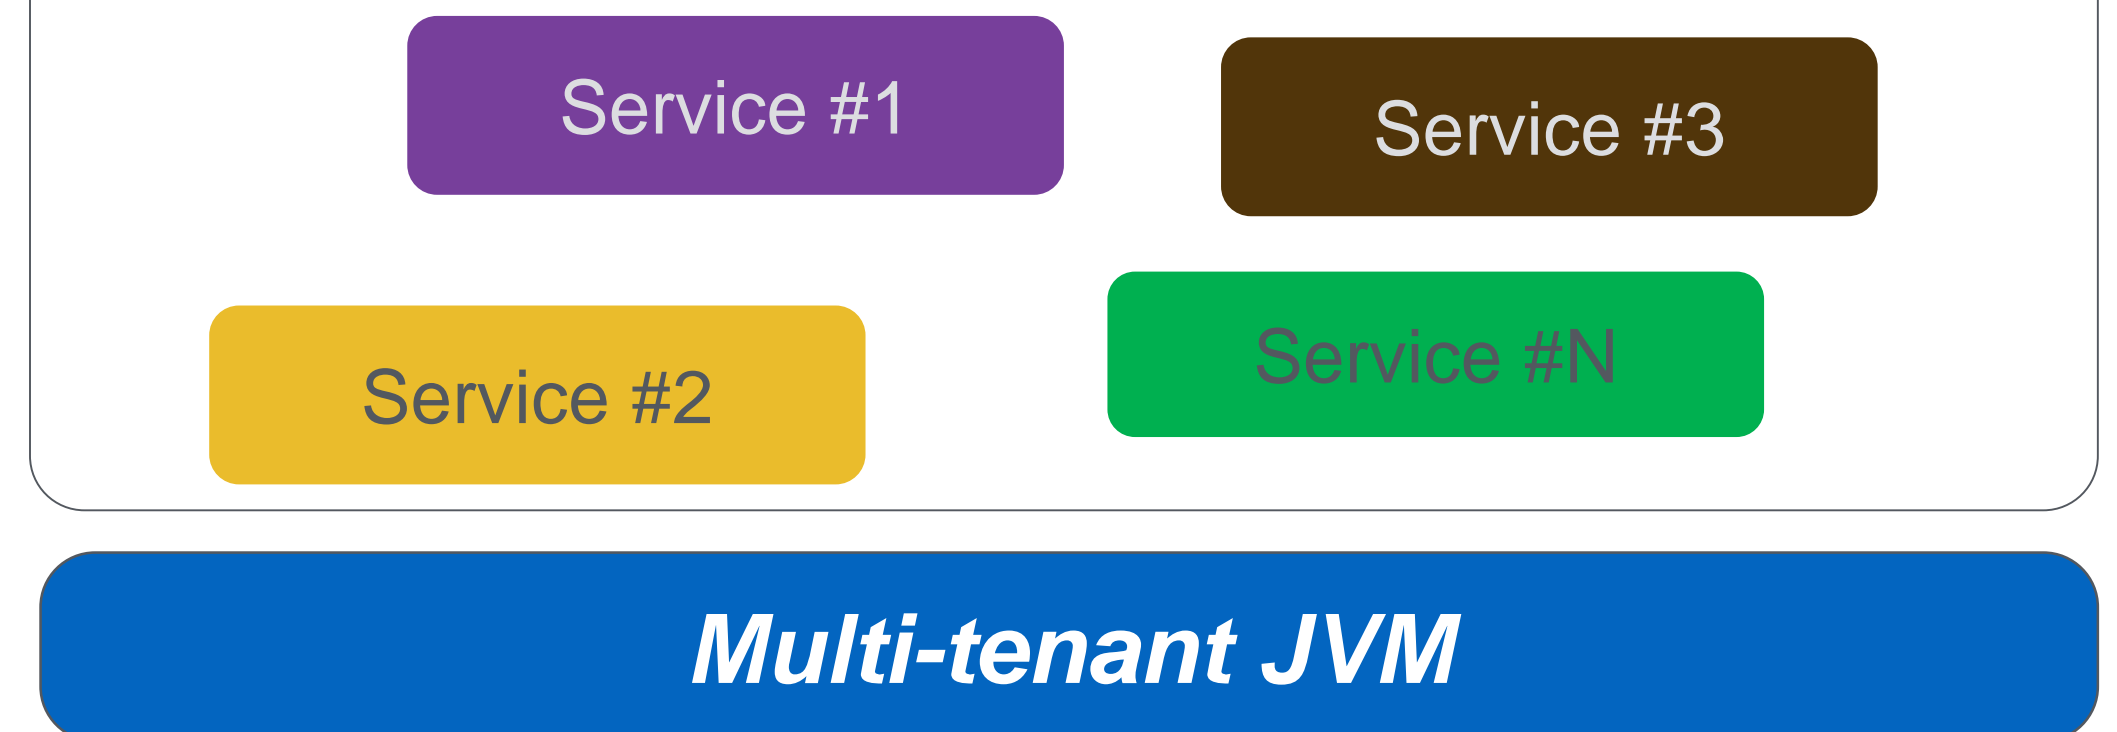 Service #1
Service #3
Service #2
Service #N
Multi-tenant JVM